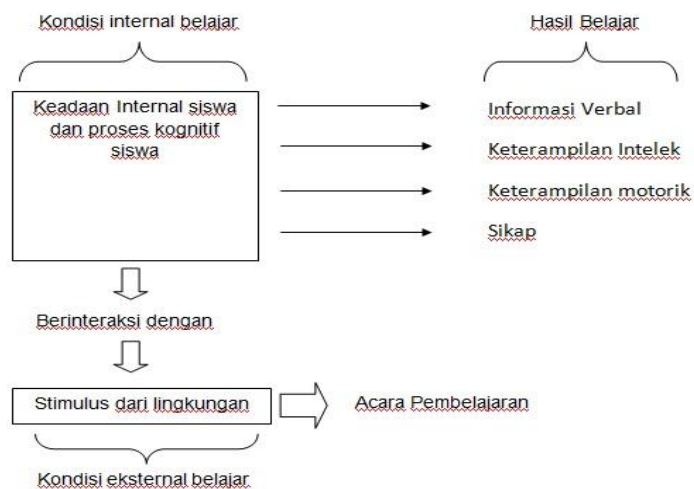 Kondisi internal belajar
Hasil Belajar
Keadaan Internal siswa
dan proses kognitif
siswa
Informasi Verbal
Keterampilan Intelek
Keterampilan motorik
Sikap
Berinteraksi dengan
Stimulus dari lingkungan
Acara Pembelajaran
Kondisi eksternal belajar